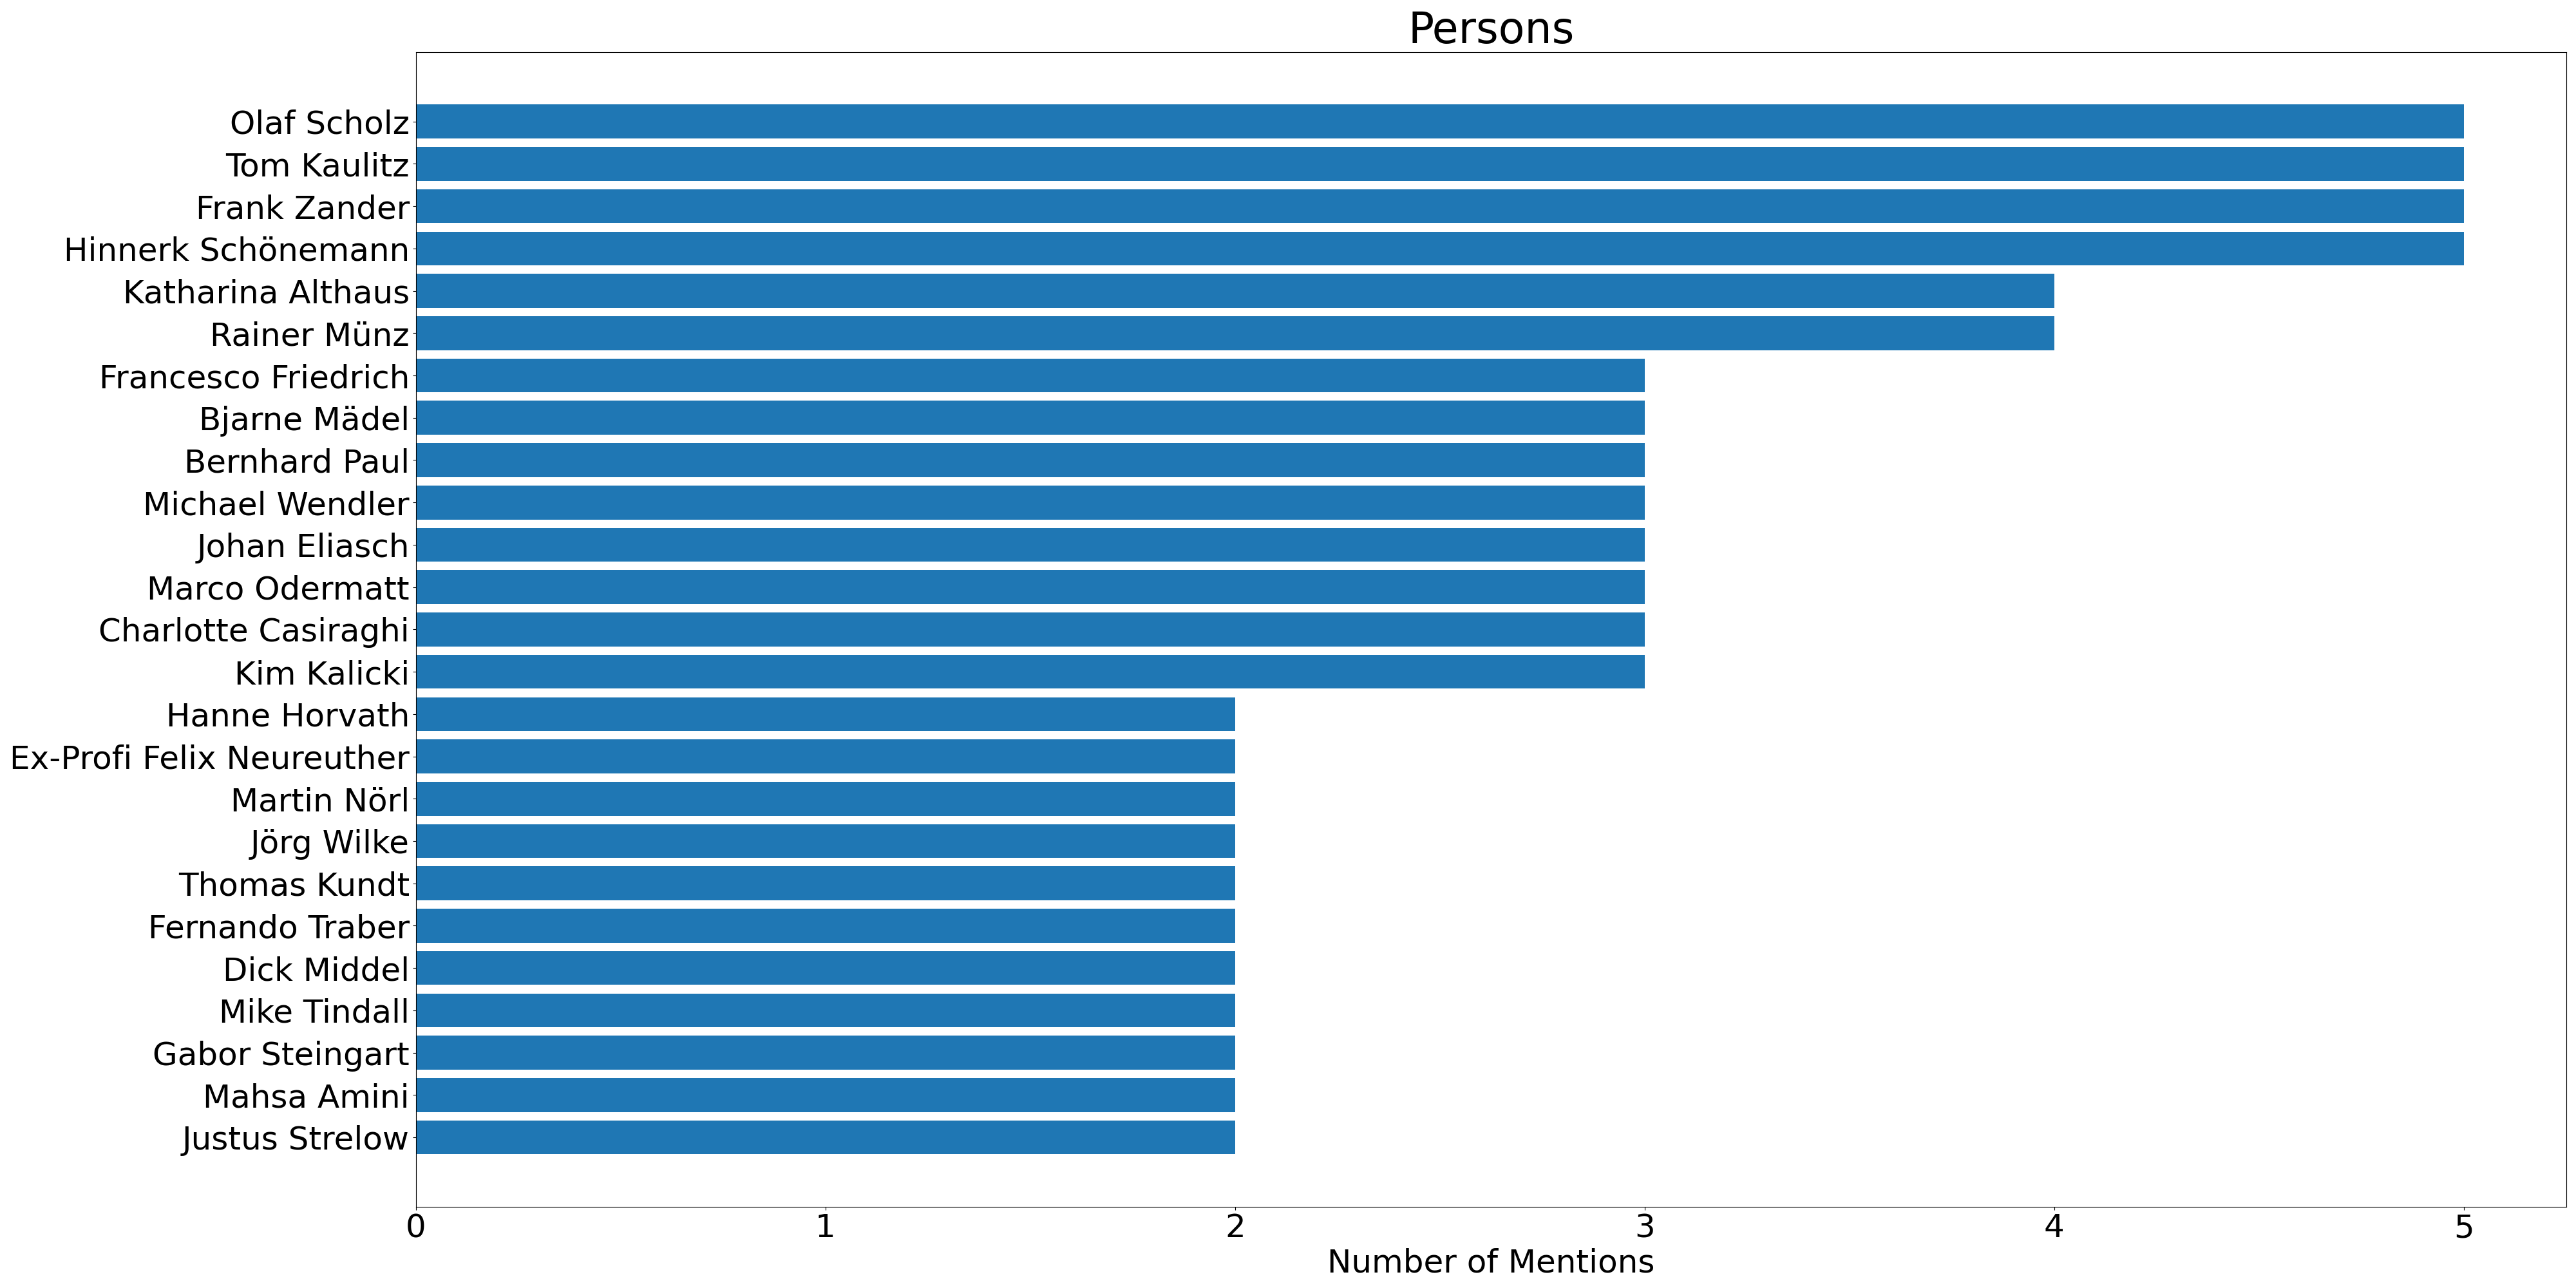 Persons
Olaf Scholz
Tom Kaulitz
Frank Zander
Hinnerk Schönemann
Katharina Althaus
Rainer Münz
Francesco Friedrich
Bjarne Mädel
Bernhard Paul
Michael Wendler
Johan Eliasch
Marco Odermatt
Charlotte Casiraghi
Kim Kalicki
Hanne Horvath
Ex-Profi Felix Neureuther
Martin Nörl
Jörg Wilke
Thomas Kundt
Fernando Traber
Dick Middel
Mike Tindall
Gabor Steingart
Mahsa Amini
Justus Strelow
0 1 2 3 4 5
Number of Mentions